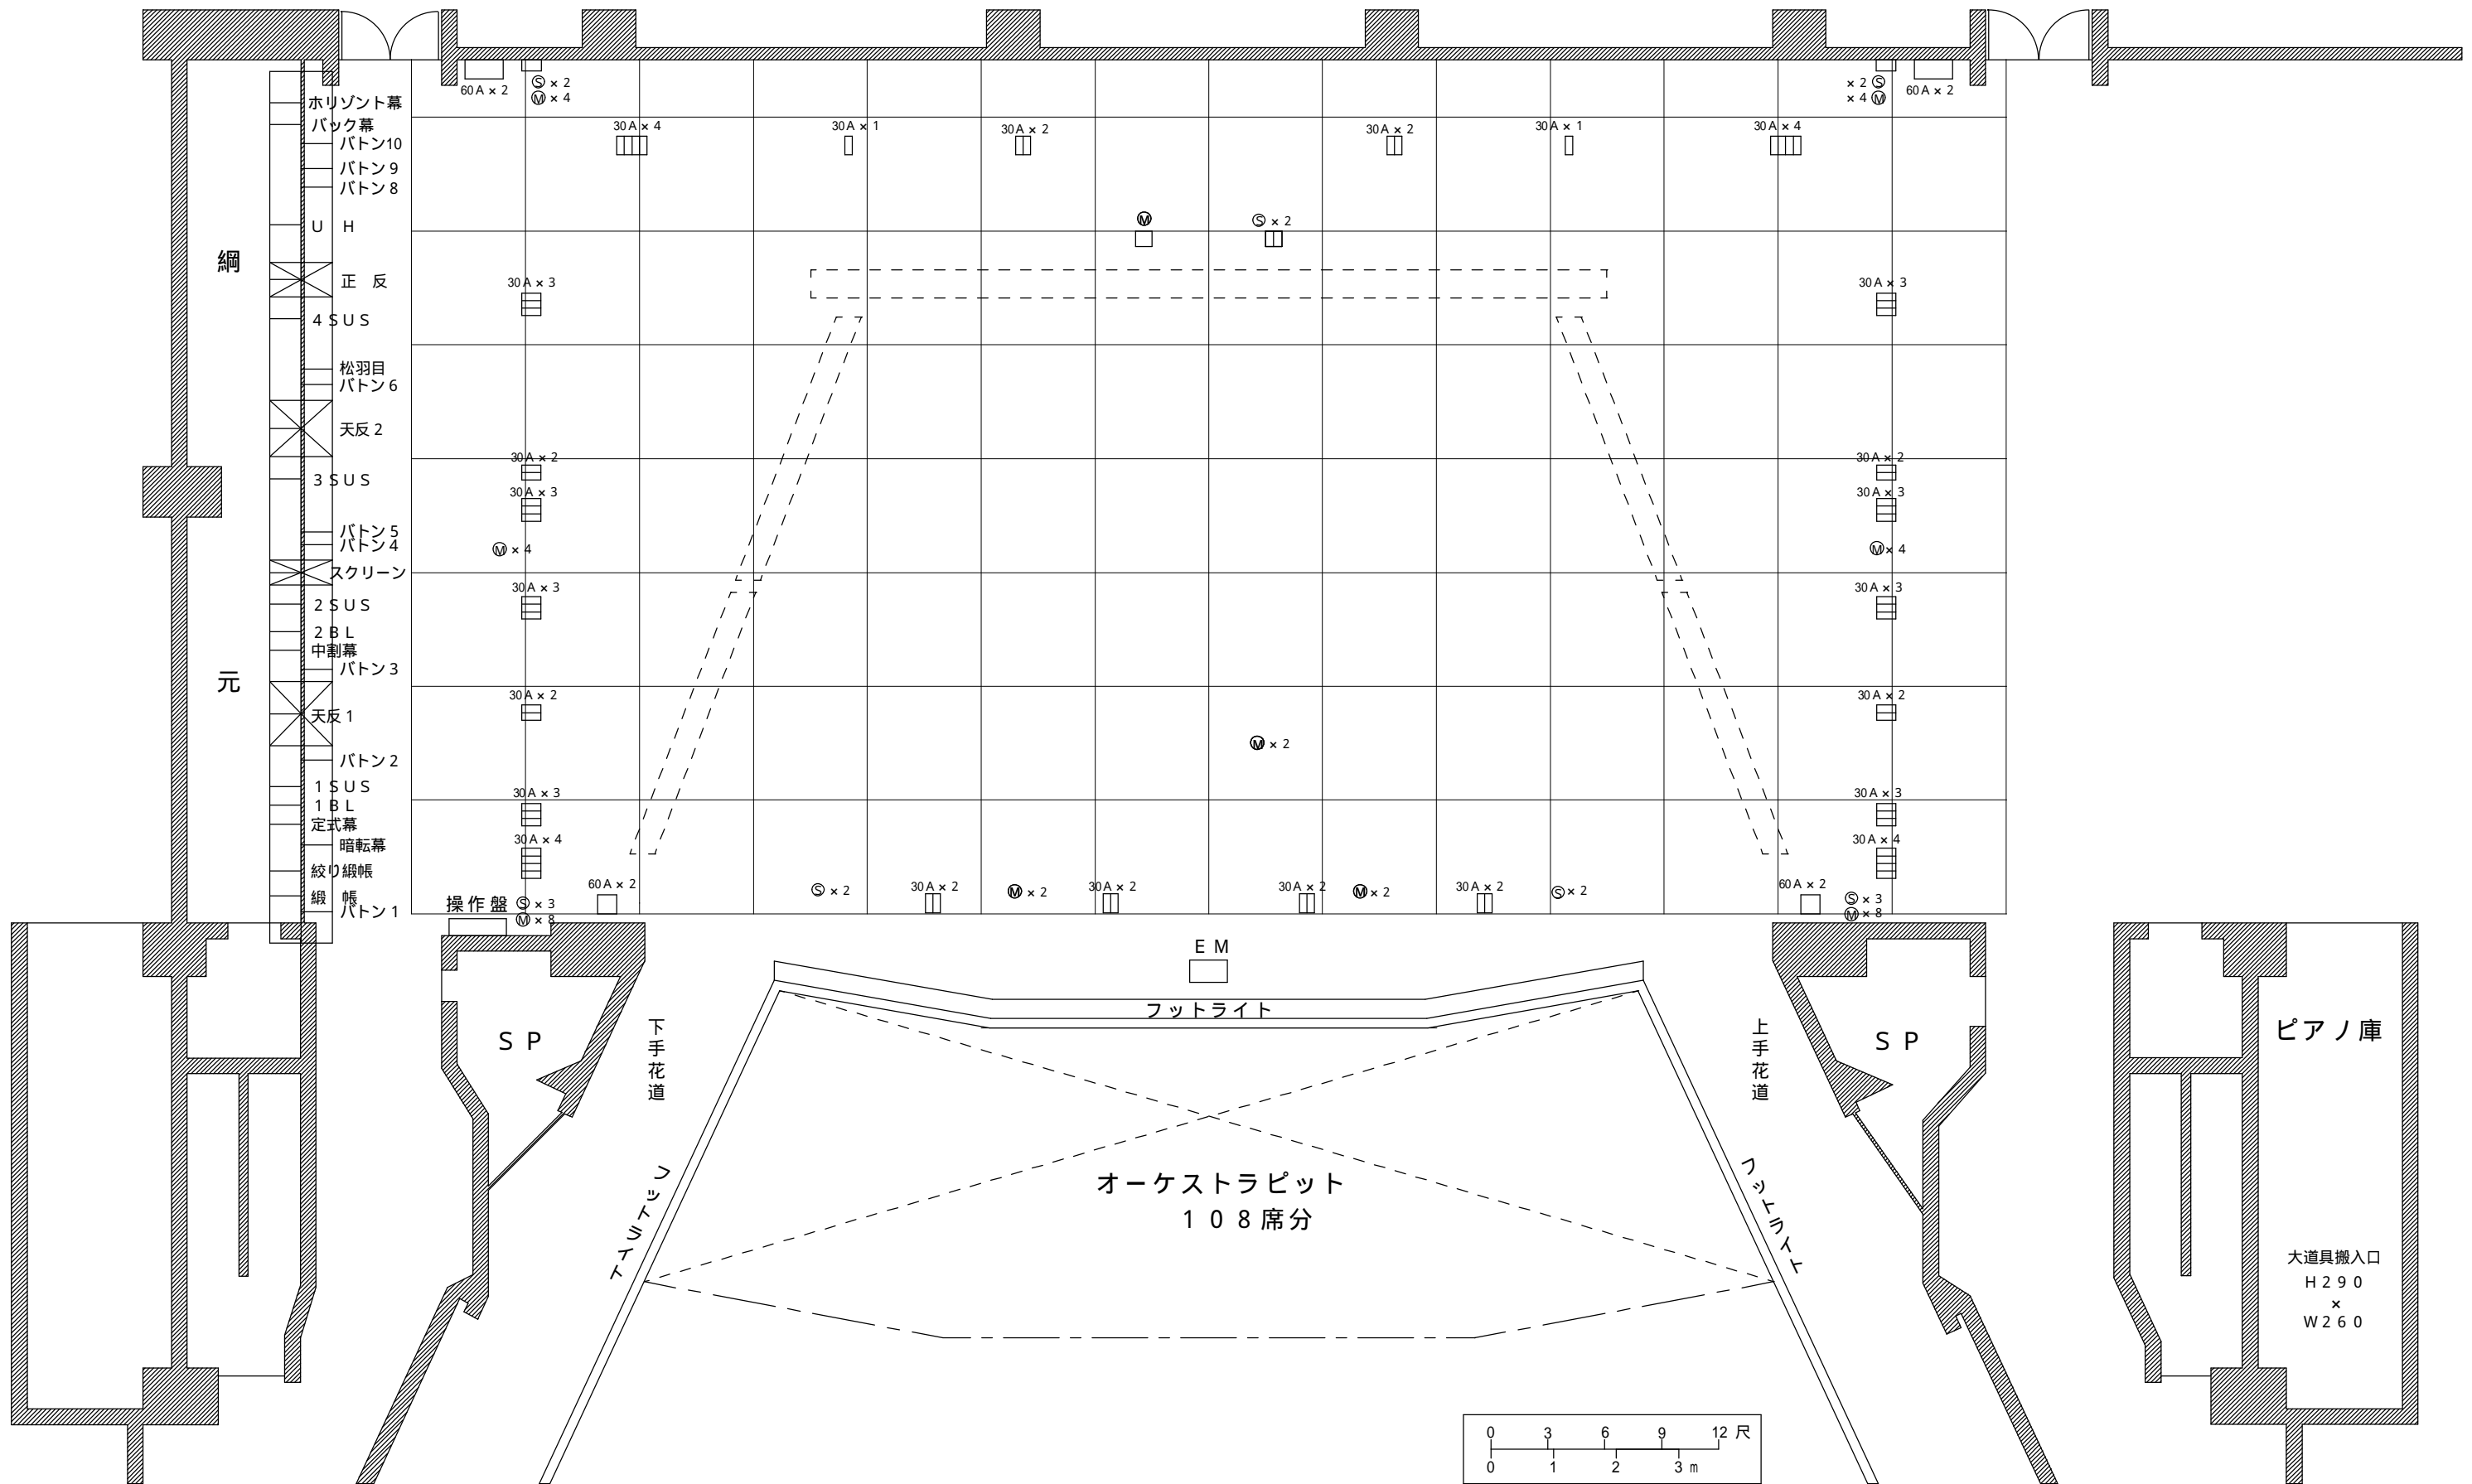 60A×2
Ⓢ×2
Ⓜ×4
×2Ⓢ
×4Ⓜ
60A×2
ホリゾント幕
バック幕
バトン10
バトン9
バトン8
UH
正反
4SUS
松羽目
バトン6
天反2
3SUS
バトン5
バトン4
スクリーン
2SUS
2BL
中割幕
バトン3
天反1
バトン2
1SUS
1BL
定式幕
暗転幕
絞り緞帳
緞帳
バトン1
綱元
30A×4
30A×1
30A×2
30A×2
30A×1
30A×4
Ⓜ
Ⓢ×2
30A×3
30A×3
30A×2
30A×2
30A×3
30A×3
Ⓜ×4
Ⓜ×4
30A×3
30A×3
30A×2
30A×2
Ⓜ×2
30A×3
30A×3
30A×4
30A×4
60A×2
Ⓢ×2
30A×2
Ⓜ×2
30A×2
30A×2
Ⓜ×2
30A×2
Ⓢ×2
60A×2
操作盤
Ⓢ×3
Ⓜ×8
Ⓢ×3
Ⓜ×8
EM
フットライト
SP
下手花道
上手花道
SP
ピアノ庫
フットライト
フットライト
オーケストラピット
108席分
大道具搬入口
H290
×
W260
0 3 6 9 12尺
0 1 2 3m